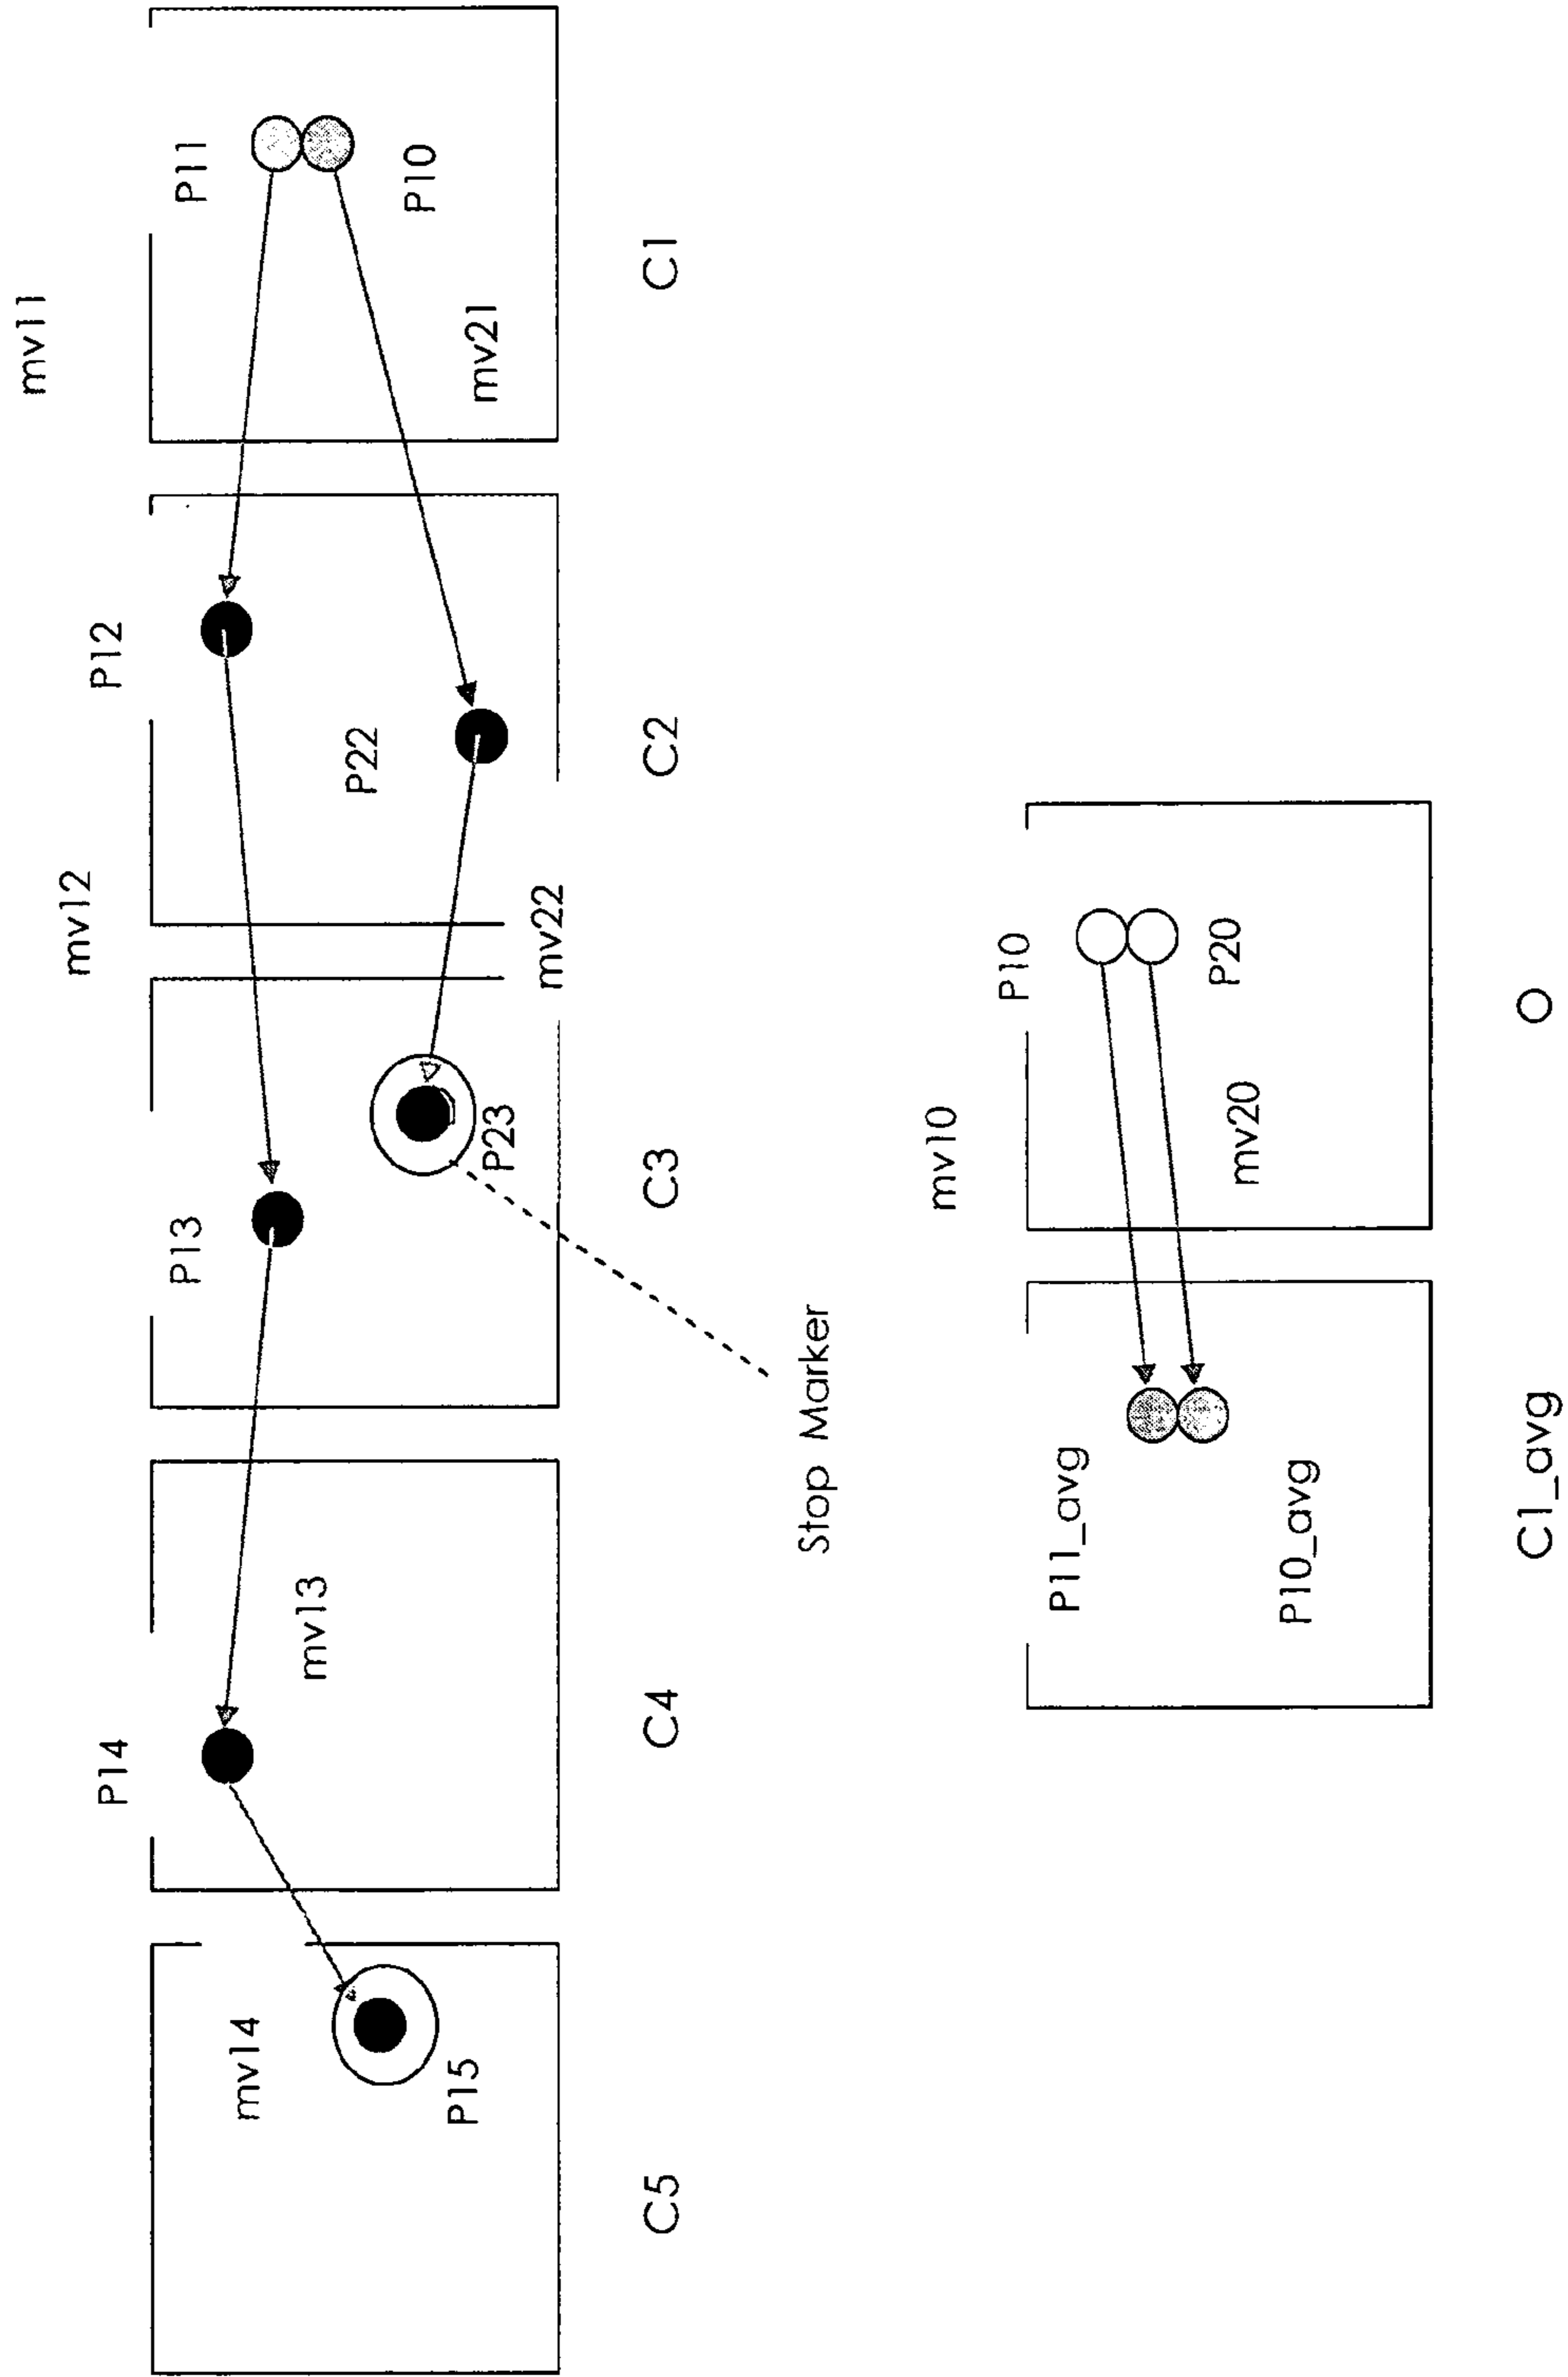 mv11
mv12
P14
P12
P13
P11
mv14
mv13
P22
P10
P15
mv21
P23
mv22
C5
C4
C3
C2
C1
Stop Marker
mv10
P10
P11_avg
P20
mv20
P10_avg
C1_avg
O